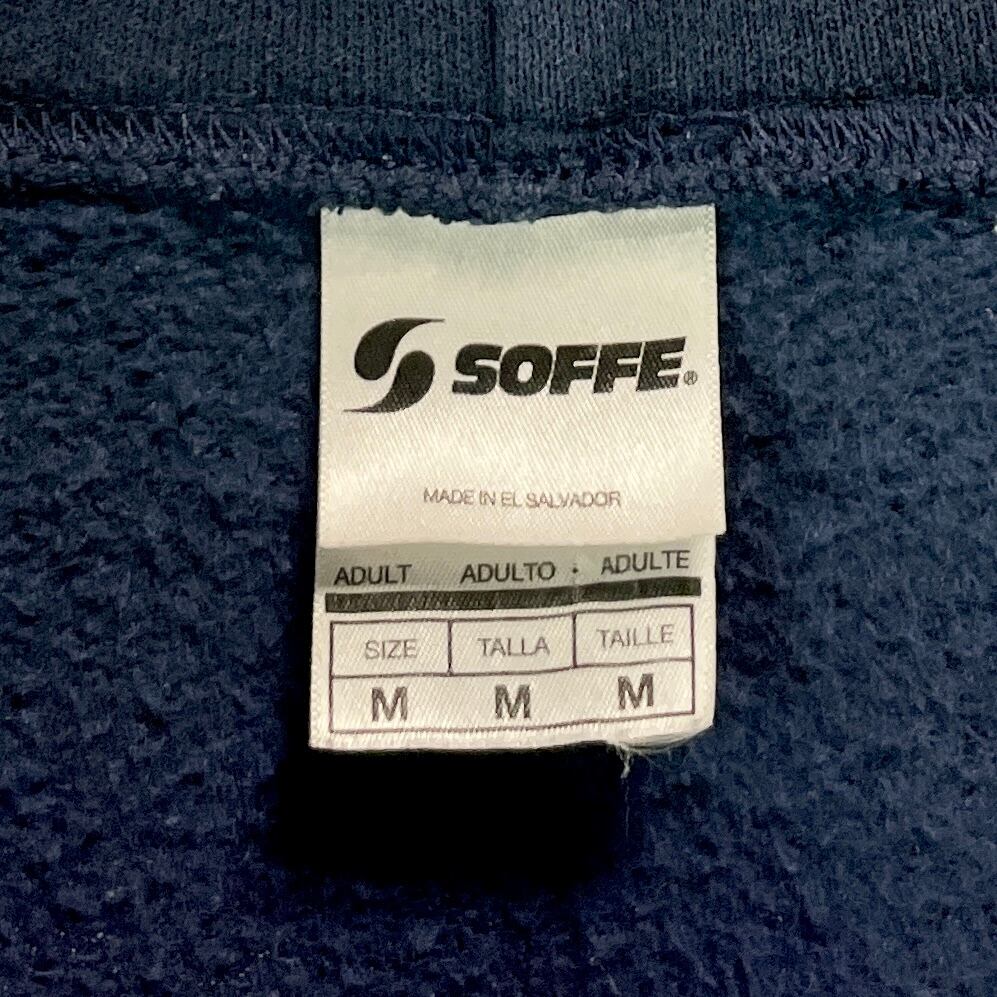 SOFFE®
MADE IN EL SALVADOR
ADULT ADULTO · ADULTE
SIZE TALLA TAILLE
M M M